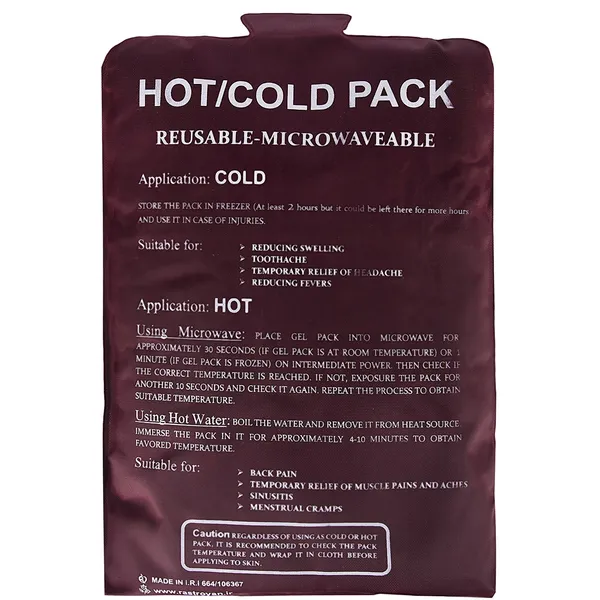 HOT/COLD PACK
REUSABLE-MICROWAVEABLE
Application: COLD
STORE THE PACK IN FREEZER (At least 2 hours but it could be left there for more hours
AND USE IT IN CASE OF INJURIES.
Suitable for:
➢ REDUCING SWELLING
➢ TOOTHACHE
➢ TEMPORARY RELIEF OF HEADACHE
➢ REDUCING FEVERS
Application: HOT
Using Microwave: PLACE GEL PACK INTO MICROWAVE FOR
APPROXIMATELY 30 SECONDS (IF GEL PACK IS AT ROOM TEMPERATURE) OR 1
MINUTE (IF GEL PACK IS FROZEN) ON INTERMEDIATE POWER. THEN CHECK IF
THE CORRECT TEMPERATURE IS REACHED. IF NOT, EXPOSURE THE PACK FOR
ANOTHER 10 SECONDS AND CHECK IT AGAIN. REPEAT THE PROCESS TO OBTAIN
SUITABLE TEMPERATURE.
Using Hot Water: BOIL THE WATER AND REMOVE IT FROM HEAT SOURCE.
IMMERSE THE PACK IN IT FOR APPROXIMATELY 4-10 MINUTES TO OBTAIN
FAVORED TEMPERATURE.
Suitable for:
➢ BACK PAIN
➢ TEMPORARY RELIEF OF MUSCLE PAINS AND ACHES
➢ SINUSITIS
➢ MENSTRUAL CRAMPS
Caution REGARDLESS OF USING AS COLD OR HOT
PACK, IT IS RECOMMENDED TO CHECK THE PACK
TEMPERATURE AND WRAP IT IN CLOTH BEFORE
APPLYING TO SKIN.
MADE IN I.R.I 664/106367
www.rastrovan.ir